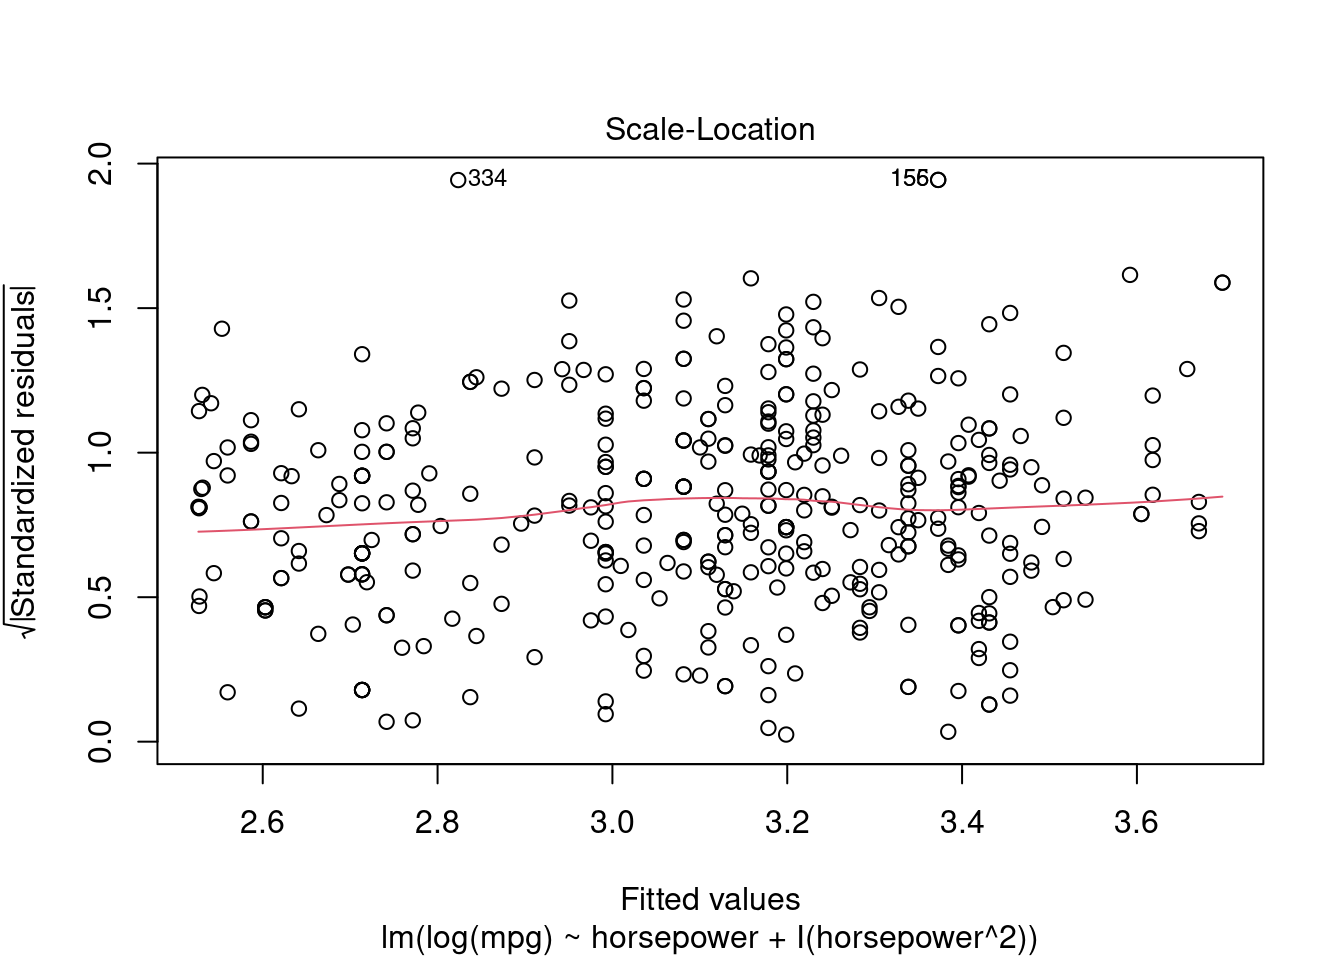 Scale-Location
√|Standardized residuals|
2.0
1.5
1.0
0.5
0.0
334
156
2.6 2.8 3.0 3.2 3.4 3.6
Fitted values
lm(log(mpg) ~ horsepower + I(horsepower^2))